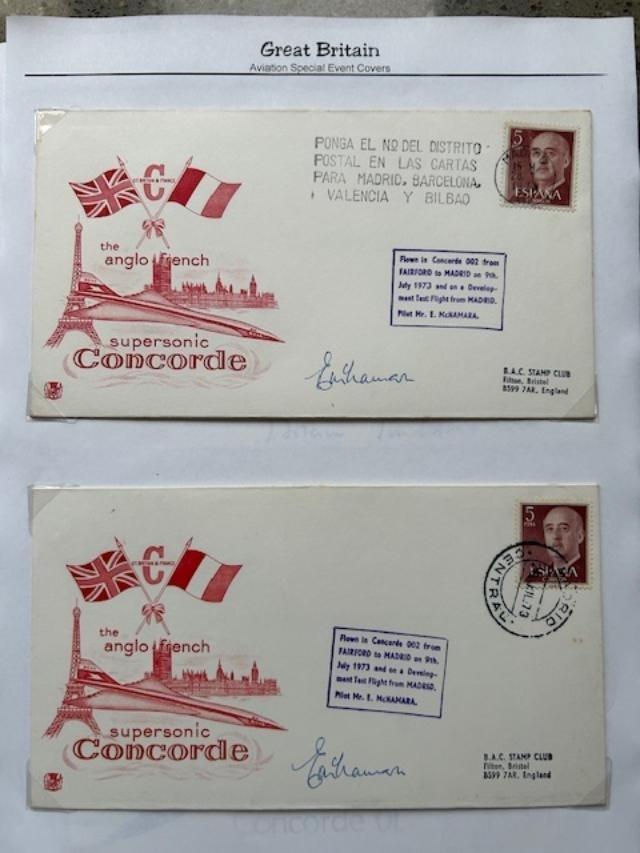 Great Britain
Aviation Special Event Covers
C
GT. BRITAIN & FRANCE
the
anglo french
supersonic
Concorde
PONGA EL Nº DEL DISTRITO
POSTAL EN LAS CARTAS
PARA MADRID, BARCELONA,
VALENCIA Y BILBAO
5
ESPAÑA
Flown in Concorde 002 from
FAIRFORD to MADRID on 9th.
July 1973 and on a Develop-
ment Test Flight from MADRID.
Pilot Mr. E. McNAMARA.
B.A.C. STAMP CLUB
Filton, Bristol
BS99 7AR, England
C
GT. BRITAIN & FRANCE
the
anglo french
supersonic
Concorde
5
PTAS
ESPAÑA
MADRID
CENTRAL
VII.73
Flown in Concorde 002 from
FAIRFORD to MADRID on 9th.
July 1973 and on a Develop-
ment Test Flight from MADRID.
Pilot Mr. E. McNAMARA.
B.A.C. STAMP CLUB
Filton, Bristol
BS99 7AR, England